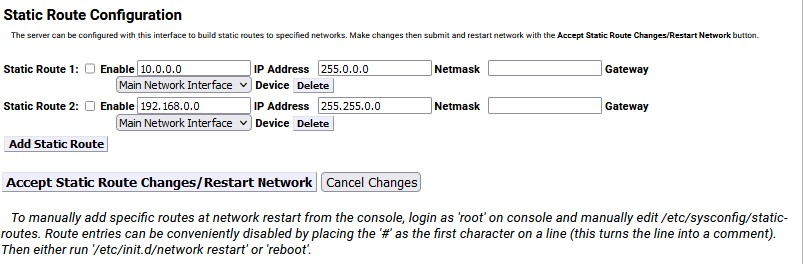 Static Route Configuration
The server can be configured with this interface to build static routes to specified networks. Make changes then submit and restart network with the Accept Static Route Changes/Restart Network button.
Static Route 1: Enable 10.0.0.0 IP Address 255.0.0.0 Netmask Gateway
Main Network Interface Device Delete
Static Route 2: Enable 192.168.0.0 IP Address 255.255.0.0 Netmask Gateway
Main Network Interface Device Delete
Add Static Route
Accept Static Route Changes/Restart Network Cancel Changes
To manually add specific routes at network restart from the console, login as 'root' on console and manually edit /etc/sysconfig/static-
routes. Route entries can be conveniently disabled by placing the '#' as the first character on a line (this turns the line into a comment).
Then either run '/etc/init.d/network restart' or 'reboot'.